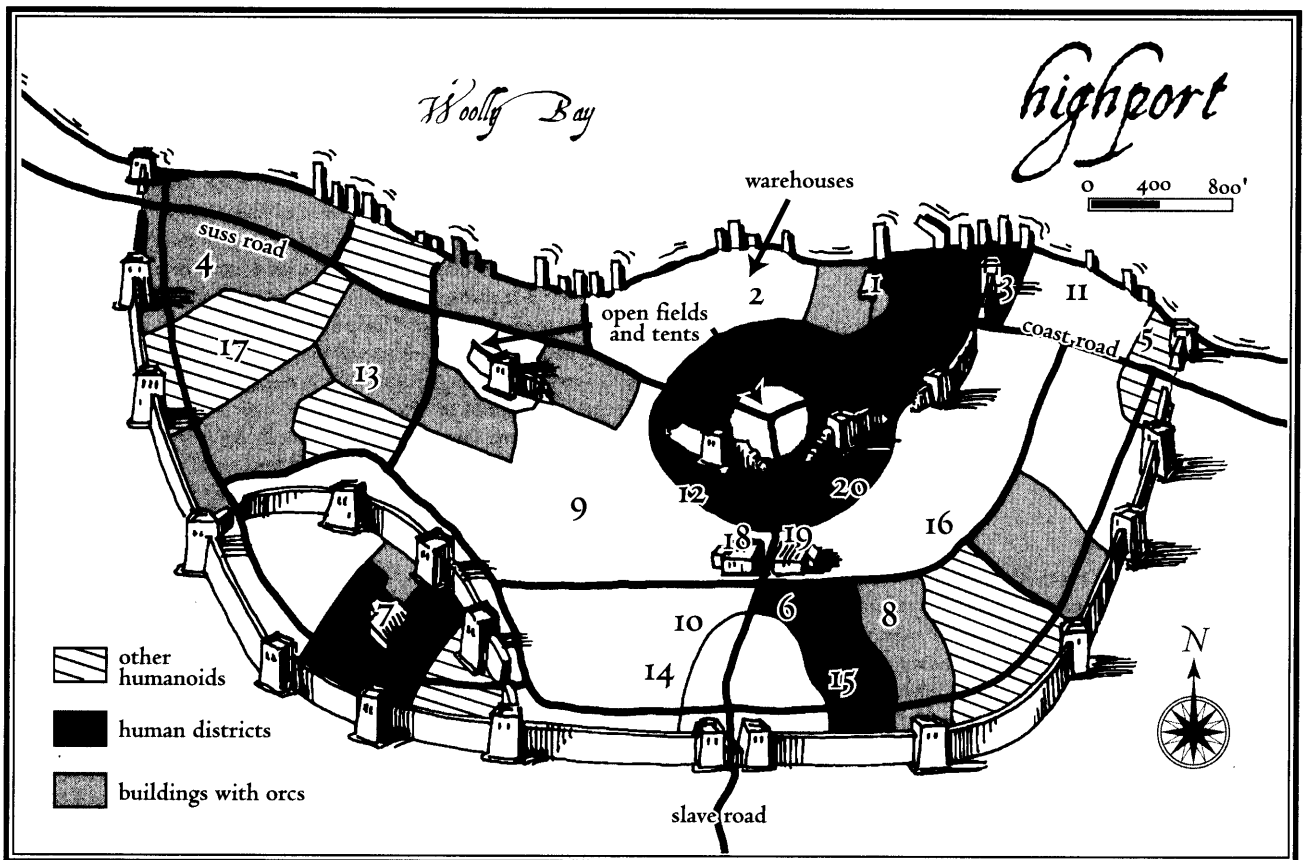 highport
Woolly Bay
0 400 800'
warehouses
suss road
4
2
1
3
11
open fields
and tents
coast road
5
17
13
9
12
20
16
18
19
7
6
8
10
14
15
other
humanoids
human districts
buildings with orcs
N
slave road